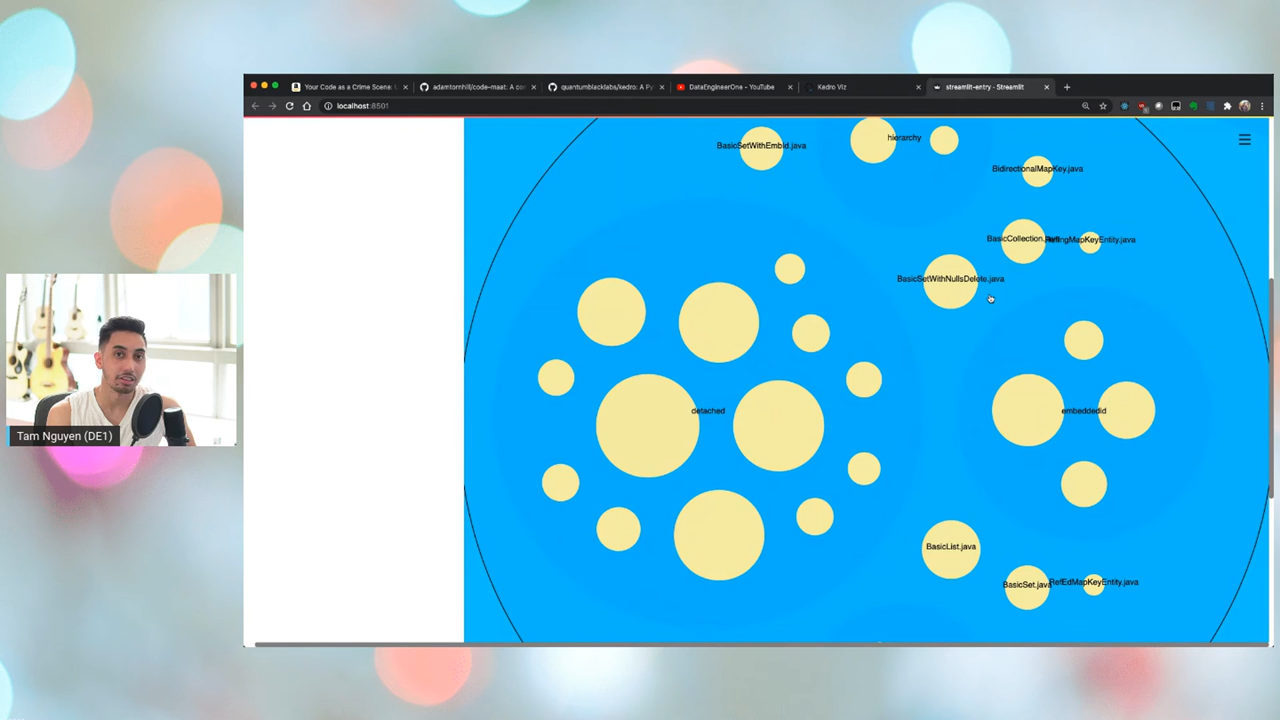 Your Code as a Crime Scene: U
adamtornhill/code-maat: A con
quantumblacklabs/kedro: A Py
DataEngineerOne - YouTube
Kedro Viz
streamlit-entry · Streamlit
localhost:8501
hierarchy
BasicSetWithEmbId.java
BidirectionalMapKey.java
BasicCollection.
MapKeyEntity.java
BasicSetWithNullsDelete.java
detached
embeddedid
BasicList.java
BasicSet.java
RefEdMapKeyEntity.java
Tam Nguyen (DE1)